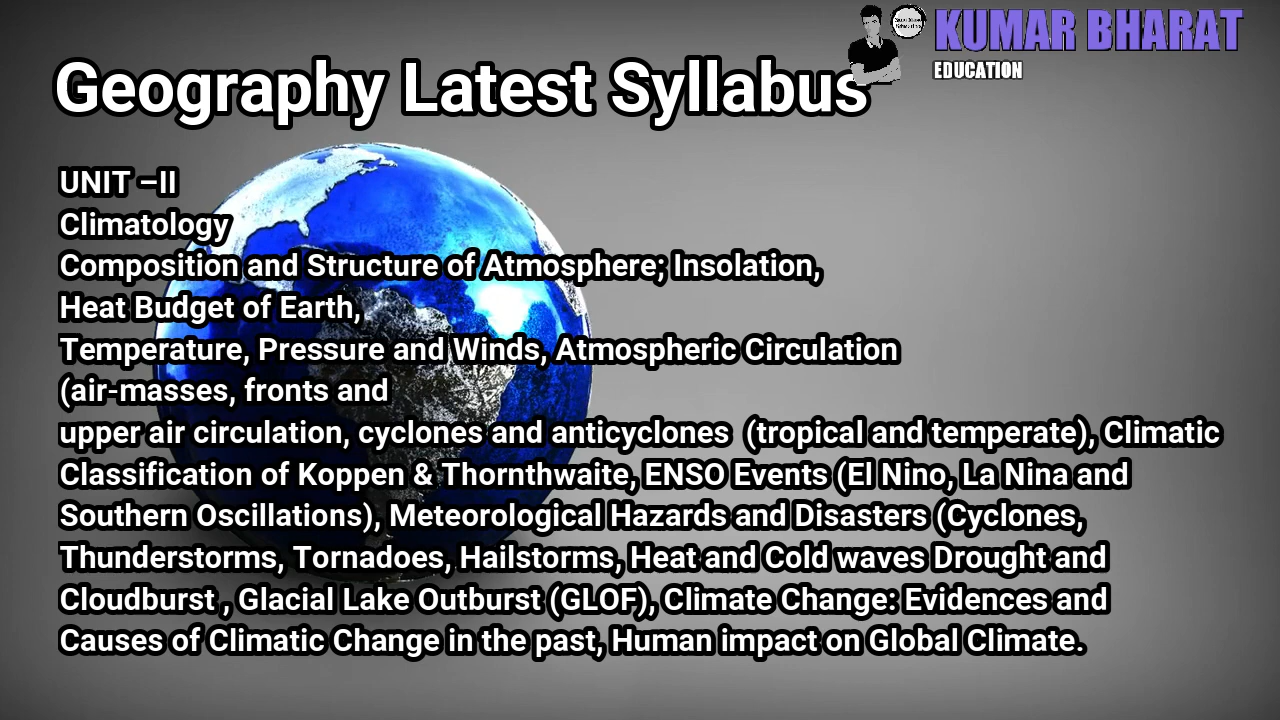 KUMAR BHARAT
EDUCATION
Geography Latest Syllabus
UNIT –II
Climatology
Composition and Structure of Atmosphere; Insolation,
Heat Budget of Earth,
Temperature, Pressure and Winds, Atmospheric Circulation
(air-masses, fronts and
upper air circulation, cyclones and anticyclones (tropical and temperate), Climatic
Classification of Koppen & Thornthwaite, ENSO Events (El Nino, La Nina and
Southern Oscillations), Meteorological Hazards and Disasters (Cyclones,
Thunderstorms, Tornadoes, Hailstorms, Heat and Cold waves Drought and
Cloudburst , Glacial Lake Outburst (GLOF), Climate Change: Evidences and
Causes of Climatic Change in the past, Human impact on Global Climate.